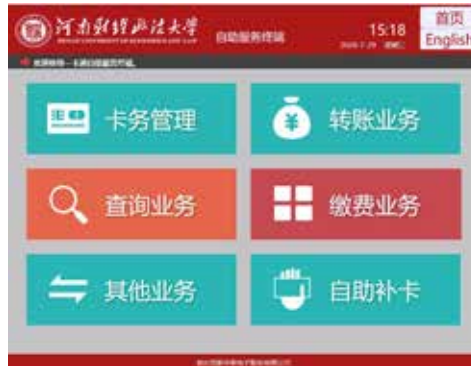 河南财经政法大学
自助服务终端
15:18
首页
English
卡务管理
转账业务
查询业务
缴费业务
其他业务
自助补卡